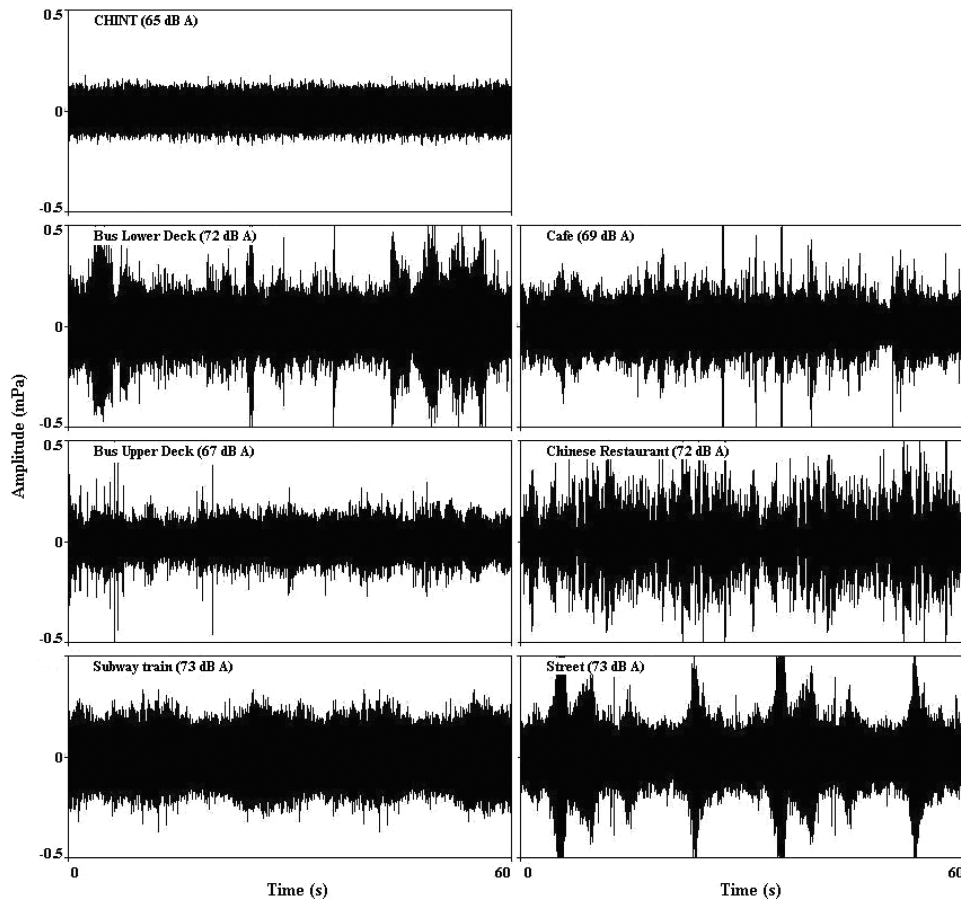 0.5
CHINT (65 dB A)
0
-0.5
0.5
Bus Lower Deck (72 dB A)
Cafe (69 dB A)
0
-0.5
0.5
Bus Upper Deck (67 dB A)
Chinese Restaurant (72 dB A)
0
-0.5
0.5
Subway train (73 dB A)
Street (73 dB A)
0
-0.5
Amplitude (mPa)
0
60
0
60
Time (s)
Time (s)